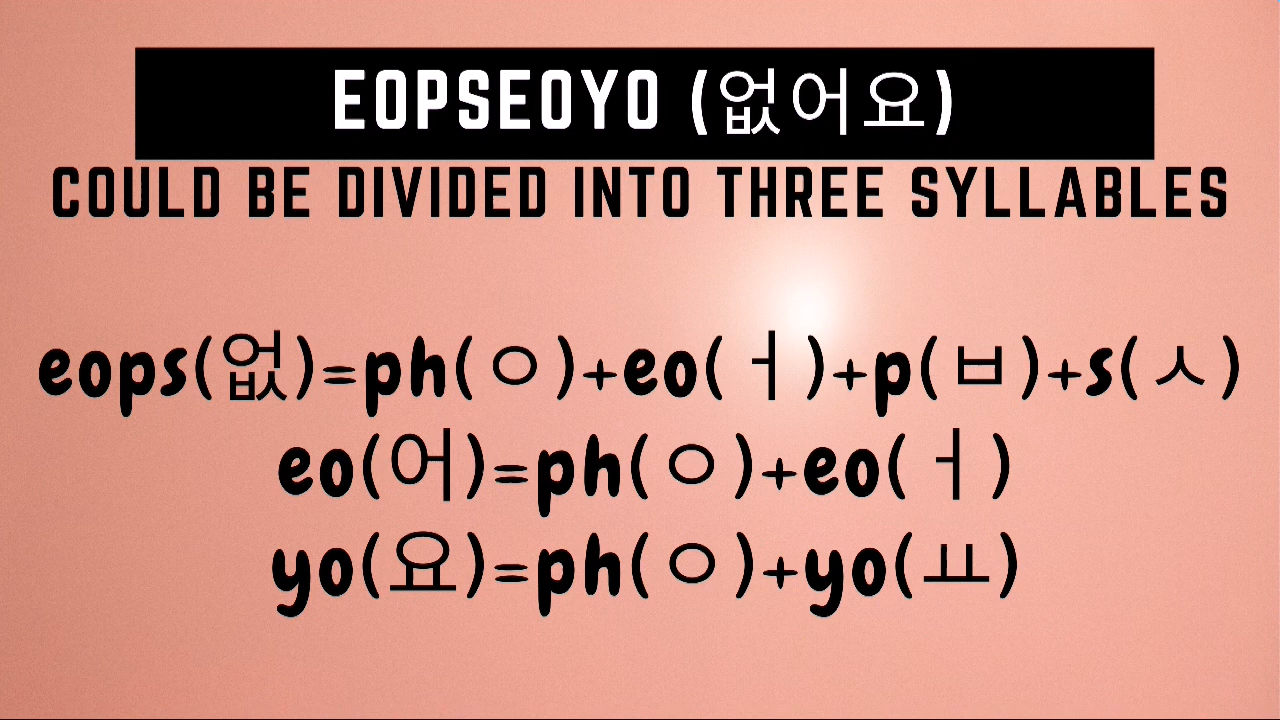 EOPSEOYO (없어요)
COULD BE DIVIDED INTO THREE SYLLABLES
eops(없)=ph(ㅇ)+eo(ㅓ)+p(ㅂ)+s(ㅅ)
eo(어)=ph(ㅇ)+eo(ㅓ)
yo(요)=ph(ㅇ)+yo(ㅛ)